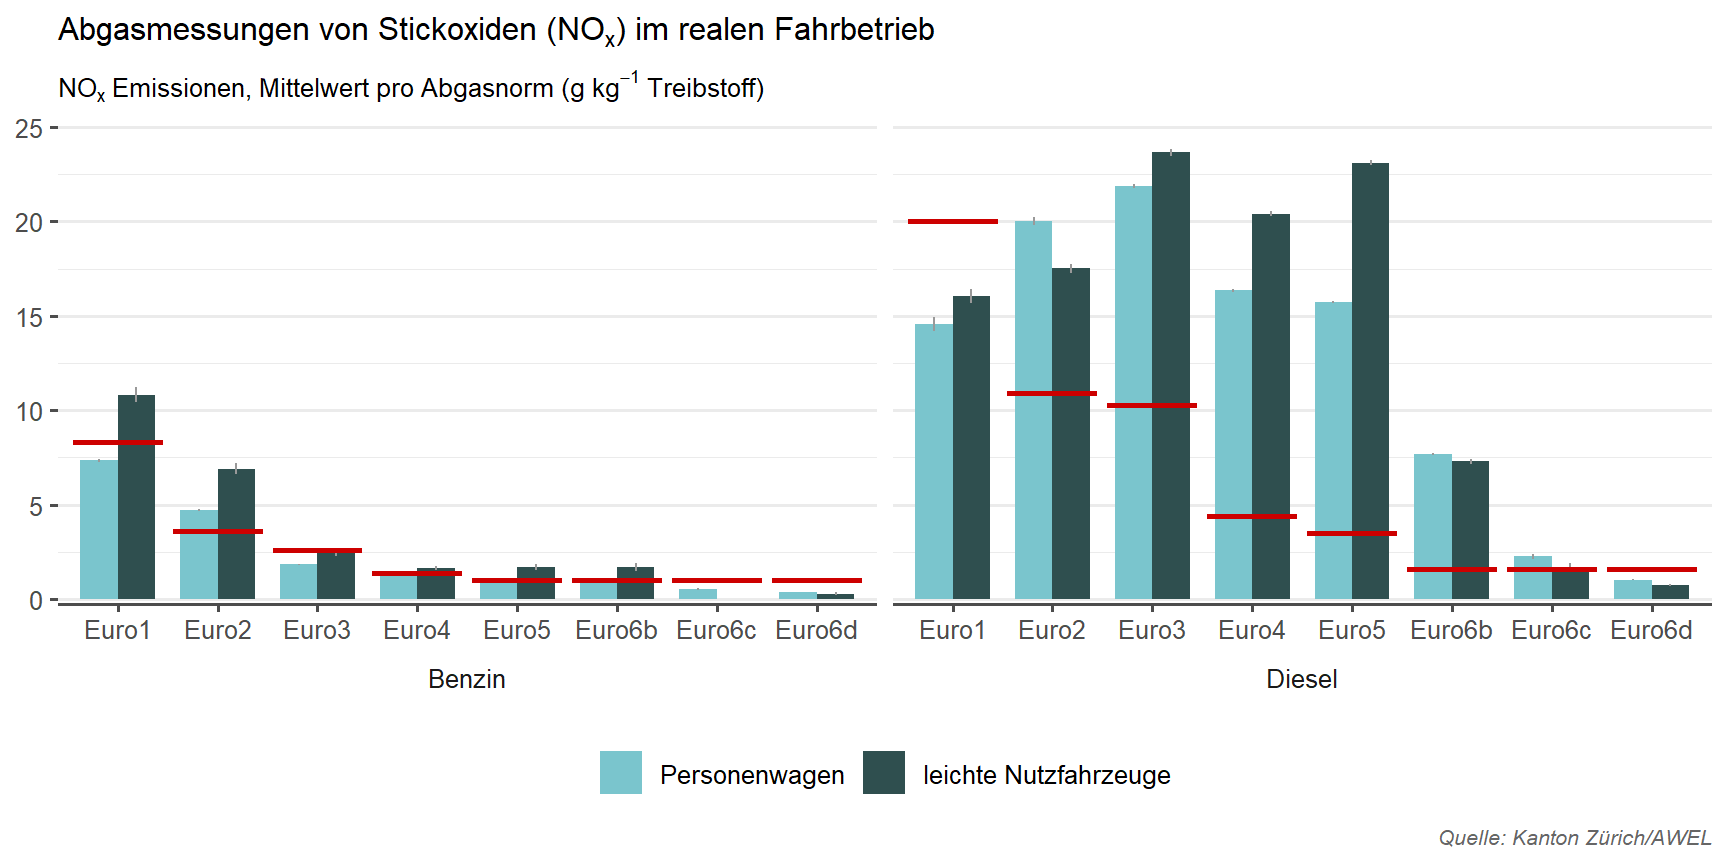 Abgasmessungen von Stickoxiden (NOₓ) im realen Fahrbetrieb
NOₓ Emissionen, Mittelwert pro Abgasnorm (g kg⁻¹ Treibstoff)
25
20
15
10
5
0
Euro1 Euro2 Euro3 Euro4 Euro5 Euro6b Euro6c Euro6d Euro1 Euro2 Euro3 Euro4 Euro5 Euro6b Euro6c Euro6d
Benzin Diesel
Personenwagen leichte Nutzfahrzeuge
Quelle: Kanton Zürich/AWEL